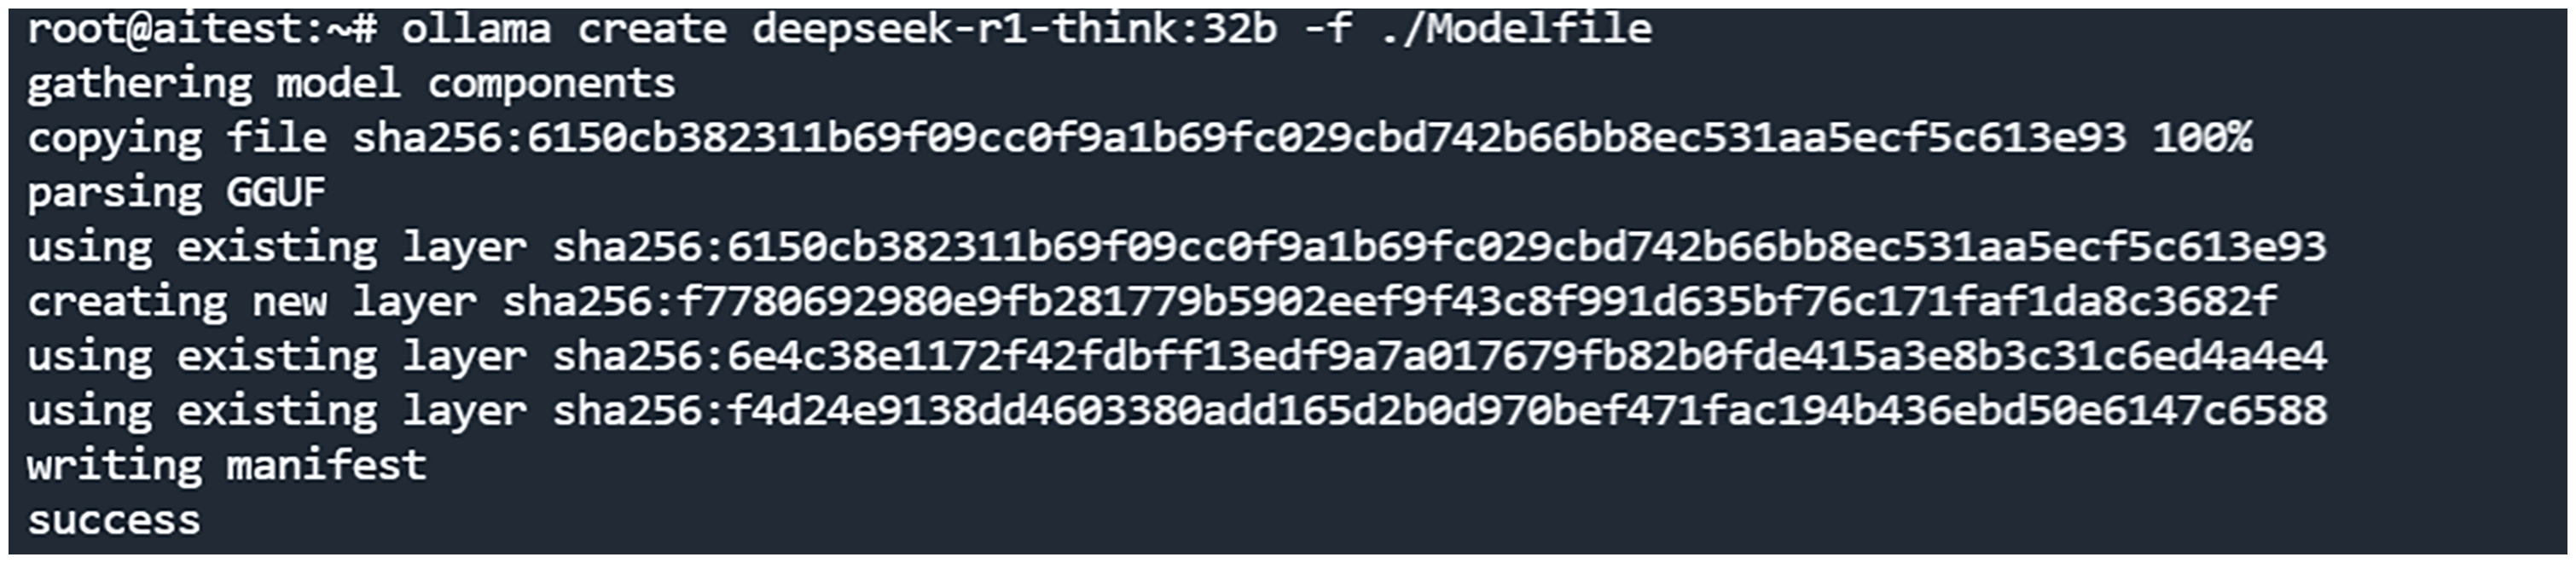 root@aitest:~# ollama create deepseek-r1-think:32b -f ./Modelfile
gathering model components
copying file sha256:6150cb382311b69f09cc0f9a1b69fc029cbd742b66bb8ec531aa5ecf5c613e93 100%
parsing GGUF
using existing layer sha256:6150cb382311b69f09cc0f9a1b69fc029cbd742b66bb8ec531aa5ecf5c613e93
creating new layer sha256:f7780692980e9fb281779b5902eef9f43c8f991d635bf76c171faf1da8c3682f
using existing layer sha256:6e4c38e1172f42fdbff13edf9a7a017679fb82b0fde415a3e8b3c31c6ed4a4e4
using existing layer sha256:f4d24e9138dd4603380add165d2b0d970bef471fac194b436ebd50e6147c6588
writing manifest
success